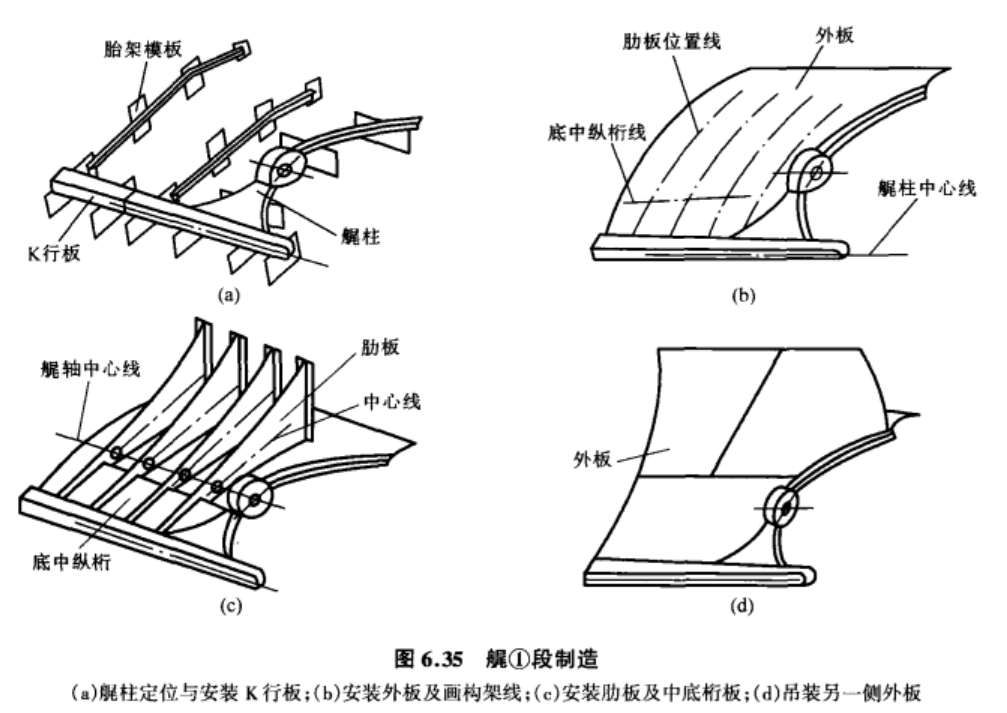 胎架模板
K行板
艉柱
(a)
肋板位置线
外板
底中纵桁线
艉柱中心线
(b)
艉轴中心线
肋板
中心线
底中纵桁
(c)
外板
(d)
图 6.35 艉①段制造
(a)艉柱定位与安装 K 行板;(b)安装外板及画构架线;(c)安装肋板及中底桁板;(d)吊装另一侧外板